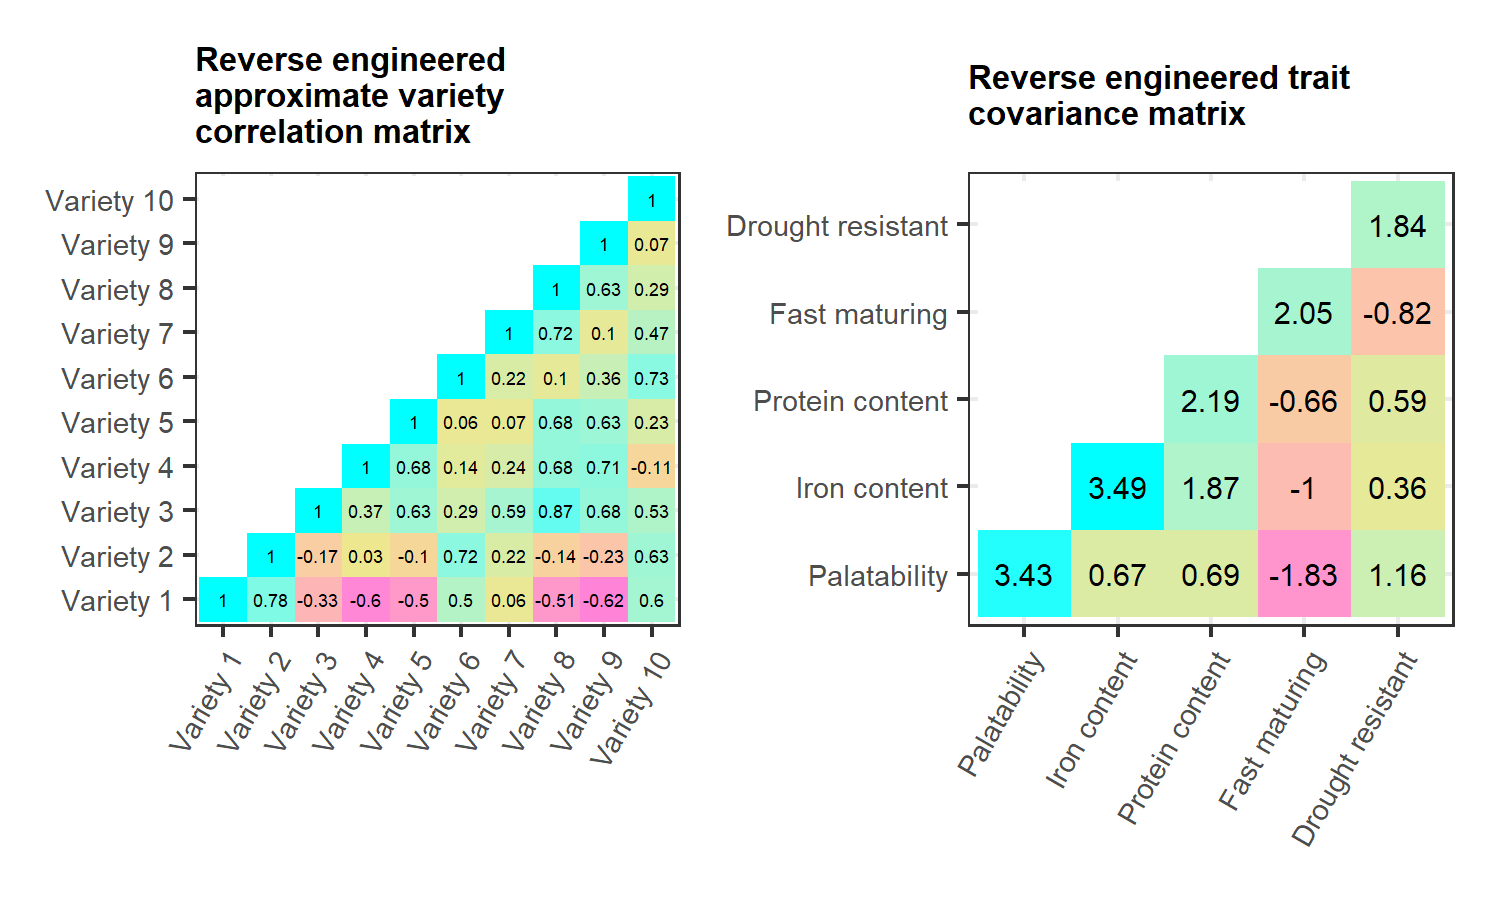 Reverse engineered
approximate variety
correlation matrix
Variety 10
1
Variety 9
1 0.07
Variety 8
1 0.63 0.29
Variety 7
1 0.72 0.1 0.47
Variety 6
1 0.22 0.1 0.36 0.73
Variety 5
1 0.06 0.07 0.68 0.63 0.23
Variety 4
1 0.68 0.14 0.24 0.68 0.71 -0.11
Variety 3
1 0.37 0.63 0.29 0.59 0.87 0.68 0.53
Variety 2
1 -0.17 0.03 -0.1 0.72 0.22 -0.14 -0.23 0.63
Variety 1
1 0.78 -0.33 -0.6 -0.5 0.5 0.06 -0.51 -0.62 0.6
Variety 1
Variety 2
Variety 3
Variety 4
Variety 5
Variety 6
Variety 7
Variety 8
Variety 9
Variety 10
Reverse engineered trait
covariance matrix
Drought resistant
1.84
Fast maturing
2.05 -0.82
Protein content
2.19 -0.66 0.59
Iron content
3.49 1.87 -1 0.36
Palatability
3.43 0.67 0.69 -1.83 1.16
Palatability
Iron content
Protein content
Fast maturing
Drought resistant